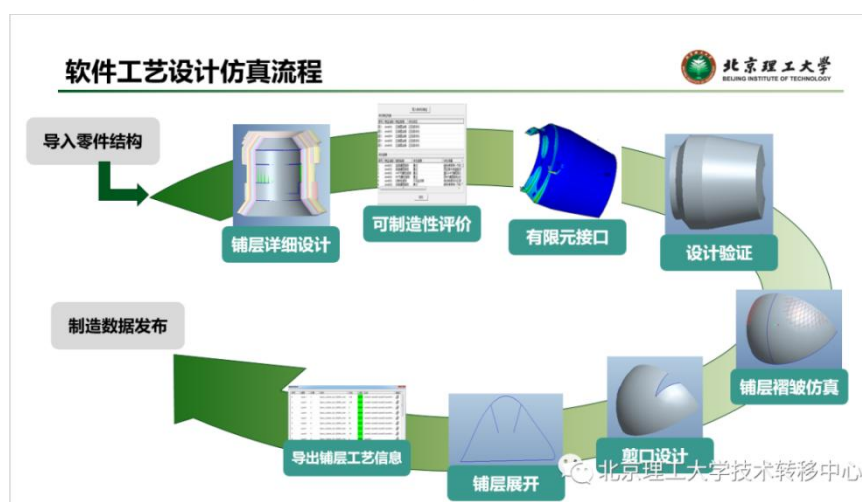 软件工艺设计仿真流程
北京理工大学
BEIJING INSTITUTE OF TECHNOLOGY
导入零件结构
铺层详细设计
可制造性评价
有限元接口
设计验证
制造数据发布
铺层褶皱仿真
导出铺层工艺信息
铺层展开
剪口设计
北京理工大学技术转移中心